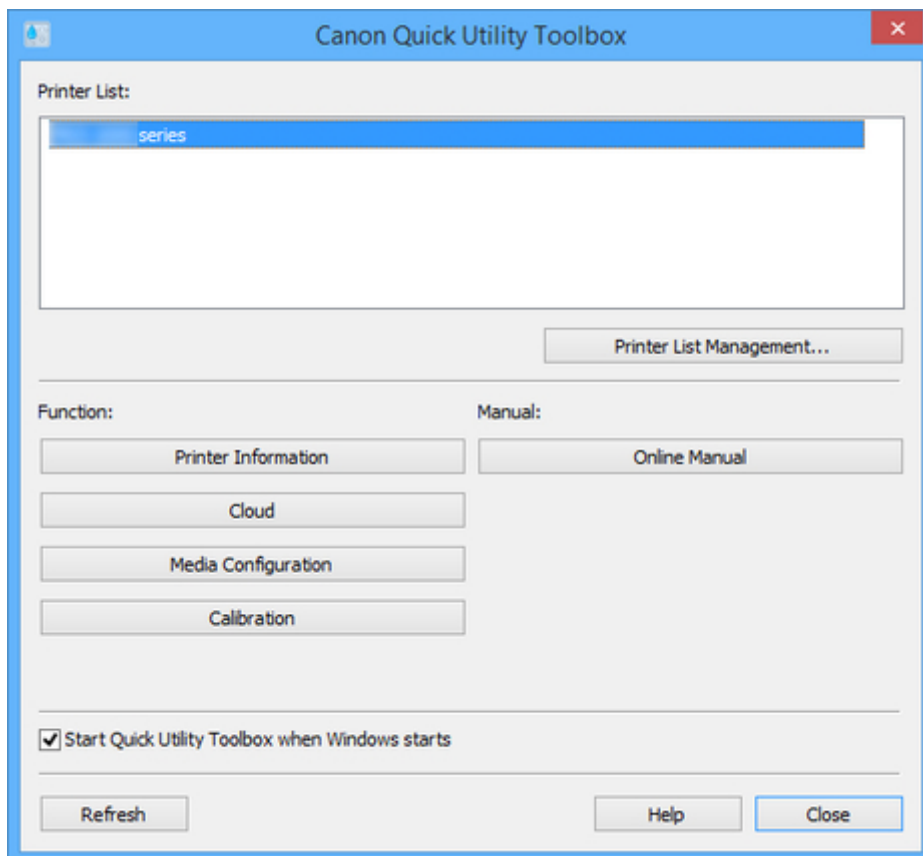 Canon Quick Utility Toolbox
Printer List:
series
Printer List Management...
Function:
Manual:
Printer Information
Online Manual
Cloud
Media Configuration
Calibration
Start Quick Utility Toolbox when Windows starts
Refresh
Help
Close